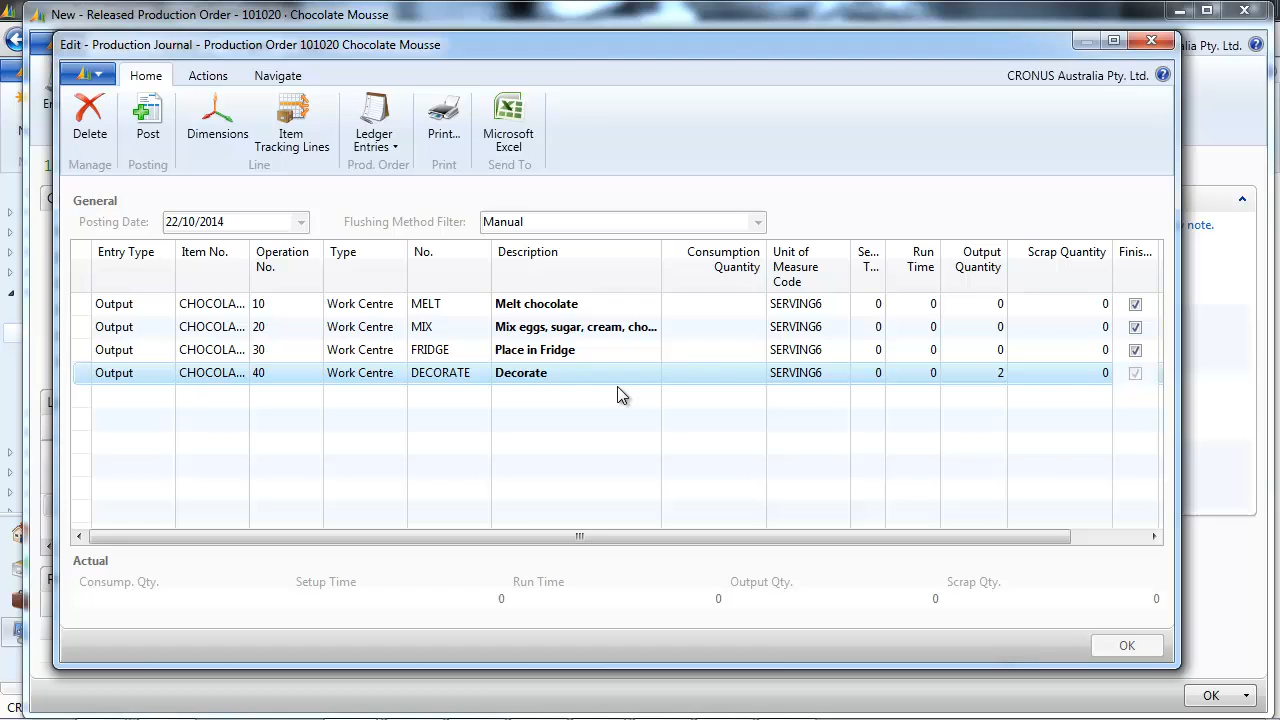 New - Released Production Order - 101020 - Chocolate Mousse
Edit - Production Journal - Production Order 101020 Chocolate Mousse
alia Pty. Ltd.
Home Actions Navigate CRONUS Australia Pty. Ltd.
Delete Post Dimensions Item Tracking Lines Ledger Entries Print... Microsoft Excel
Manage Posting Line Prod. Order Print Send To
General
Posting Date: 22/10/2014 Flushing Method Filter: Manual
note.
Entry Type Item No. Operation No. Type No. Description Consumption Quantity Unit of Measure Code Se... T... Run Time Output Quantity Scrap Quantity Finis...
Output CHOCOLA... 10 Work Centre MELT Melt chocolate SERVING6 0 0 0 0
Output CHOCOLA... 20 Work Centre MIX Mix eggs, sugar, cream, cho... SERVING6 0 0 0 0
Output CHOCOLA... 30 Work Centre FRIDGE Place in Fridge SERVING6 0 0 0 0
Output CHOCOLA... 40 Work Centre DECORATE Decorate SERVING6 0 0 2 0
Actual
Consump. Qty. Setup Time Run Time Output Qty. Scrap Qty.
0 0 0 0
OK
OK
CR